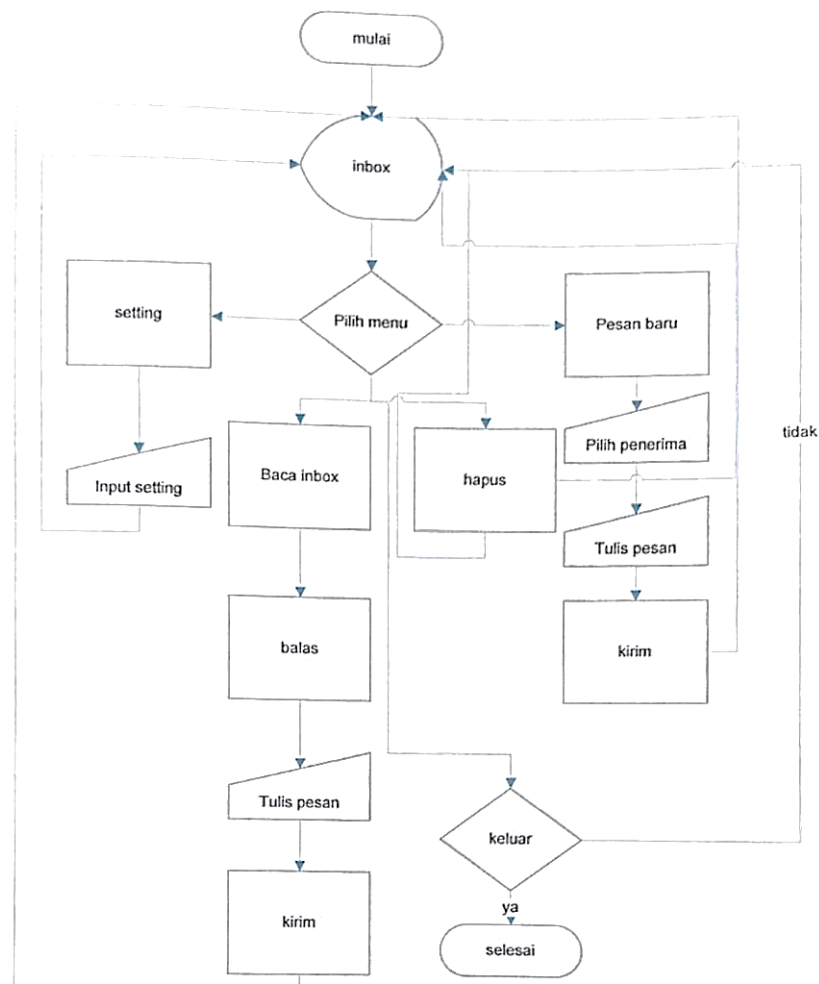 mulai
inbox
setting
Pilih menu
Pesan baru
tidak
Pilih penerima
Input setting
Baca inbox
hapus
Tulis pesan
balas
kirim
Tulis pesan
keluar
ya
kirim
selesai